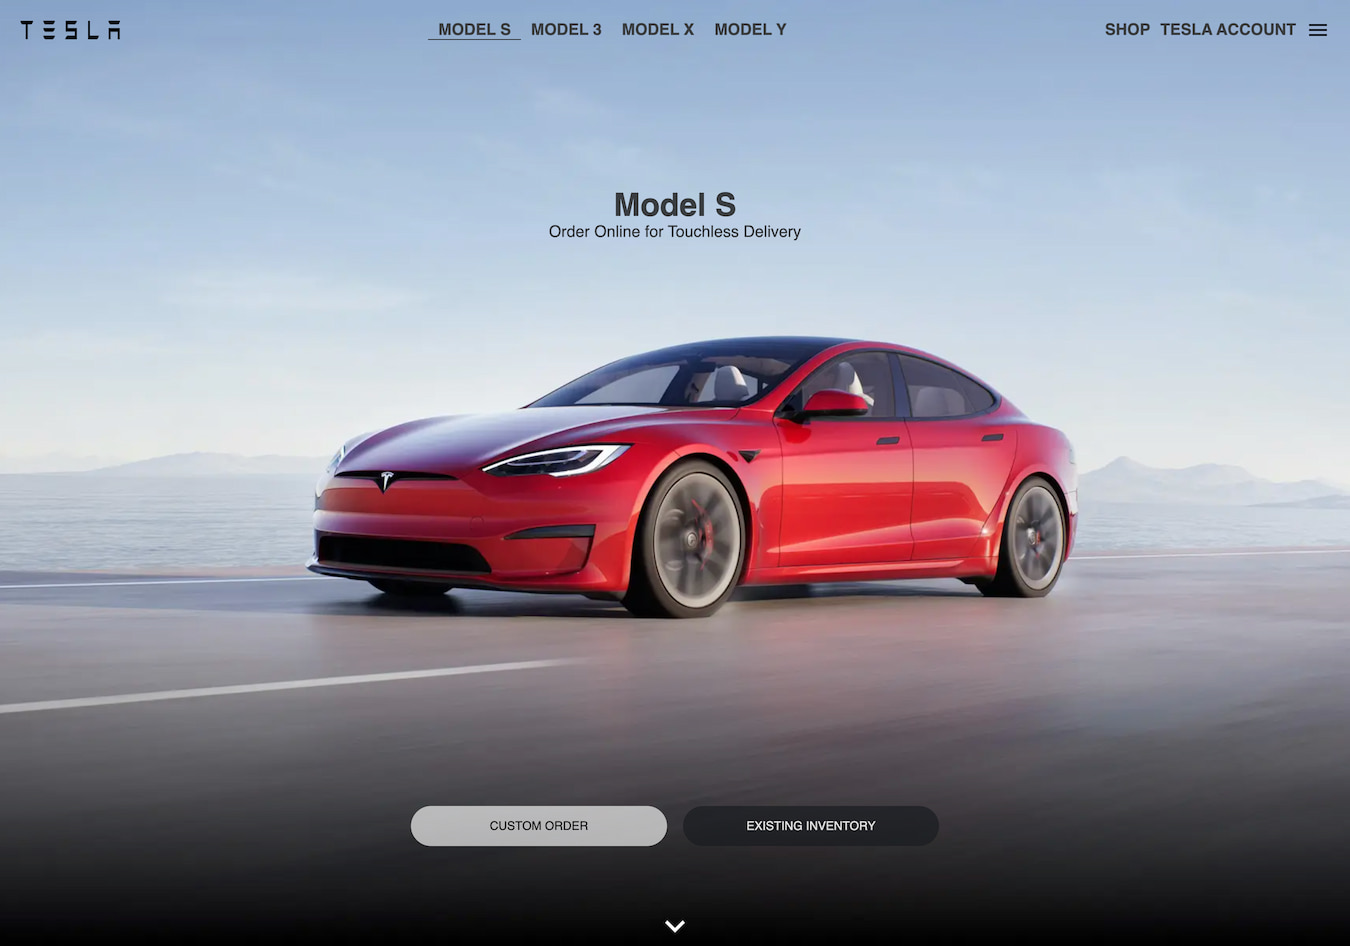 TESLA
MODEL S MODEL 3 MODEL X MODEL Y
SHOP TESLA ACCOUNT
Model S
Order Online for Touchless Delivery
CUSTOM ORDER
EXISTING INVENTORY